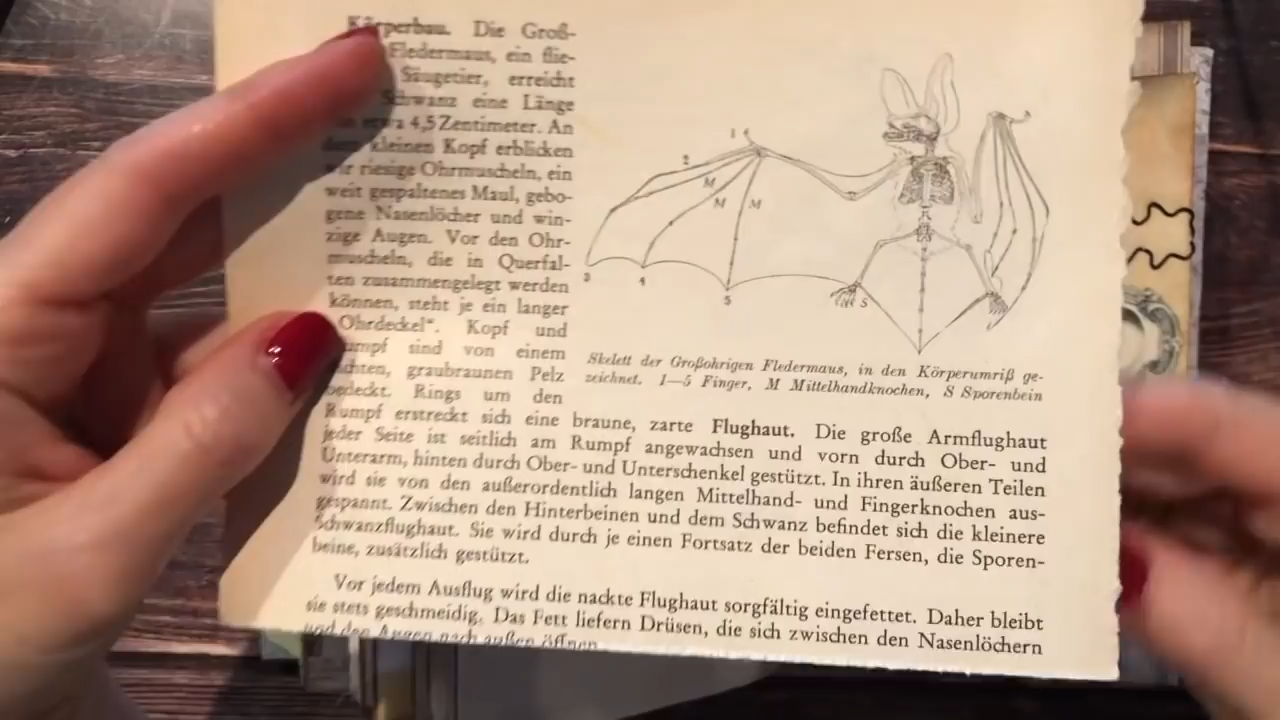 Körperbau. Die Groß-
Fledermaus, ein flie-
Säugetier, erreicht
Schwanz eine Länge
4,5 Zentimeter. An
kleinen Kopf erblicken
wir riesige Ohrmuscheln, ein
weit gespaltenes Maul, gebo-
gene Nasenlöcher und win-
zige Augen. Vor den Ohr-
muscheln, die in Querfal-
ten zusammengelegt werden
können, steht je ein langer
Ohrdeckel“. Kopf und
sind von einem
graubraunen Pelz
bedeckt. Rings um den
1
2
M
M
M
3
4
5
S
Skelett der Großohrigen Fledermaus, in den Körperumriß ge-
zeichnet. 1—5 Finger, M Mittelhandknochen, S Sporenbein
Rumpf erstreckt sich eine braune, zarte Flughaut. Die große Armflughaut
jeder Seite ist seitlich am Rumpf angewachsen und vorn durch Ober- und
Unterarm, hinten durch Ober- und Unterschenkel gestützt. In ihren äußeren Teilen
wird sie von den außerordentlich langen Mittelhand- und Fingerknochen aus-
gespannt. Zwischen den Hinterbeinen und dem Schwanz befindet sich die kleinere
Schwanzflughaut. Sie wird durch je einen Fortsatz der beiden Fersen, die Sporen-
beine, zusätzlich gestützt.
Vor jedem Ausflug wird die nackte Flughaut sorgfältig eingefettet. Daher bleibt
sie stets geschmeidig. Das Fett liefern Drüsen, die sich zwischen den Nasenlöchern
und den Augen nach außen öffnen.